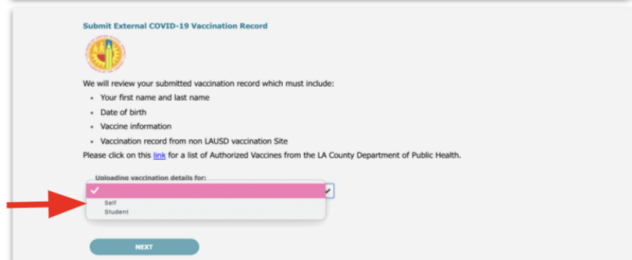 Submit External COVID-19 Vaccination Record
We will review your submitted vaccination record which must include:
• Your first name and last name
• Date of birth
• Vaccine information
• Vaccination record from non LAUSD vaccination Site
Please click on this link for a list of Authorized Vaccines from the LA County Department of Public Health.
Uploading vaccination details for:
Self
Student
NEXT